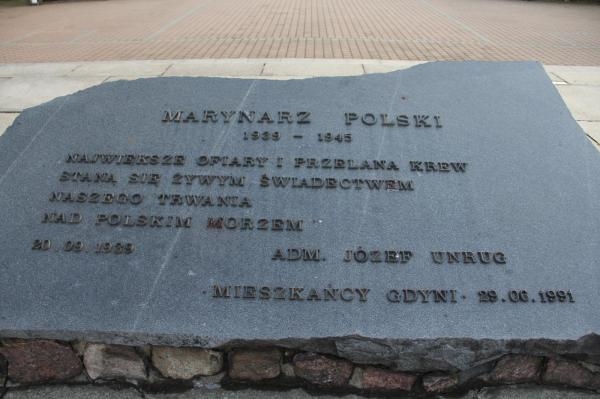 MARYNARZ POLSKI
1939 - 1945
NAJWIĘKSZE OFIARY I PRZELANA KREW
STANĄ SIĘ ŻYWYM ŚWIADECTWEM
NASZEGO TRWANIA
NAD POLSKIM MORZEM
20.09.1939 ADM. JÓZEF UNRUG
·MIESZKAŃCY GDYNI· 29.06.1991